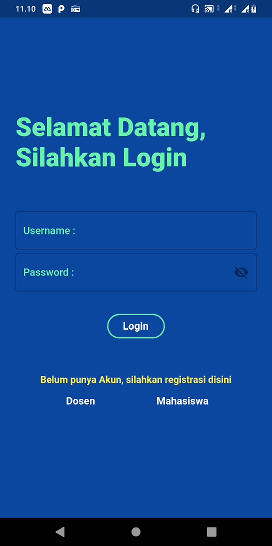 11.10
Selamat Datang,
Silahkan Login
Username :
Password :
Login
Belum punya Akun, silahkan registrasi disini
Dosen Mahasiswa